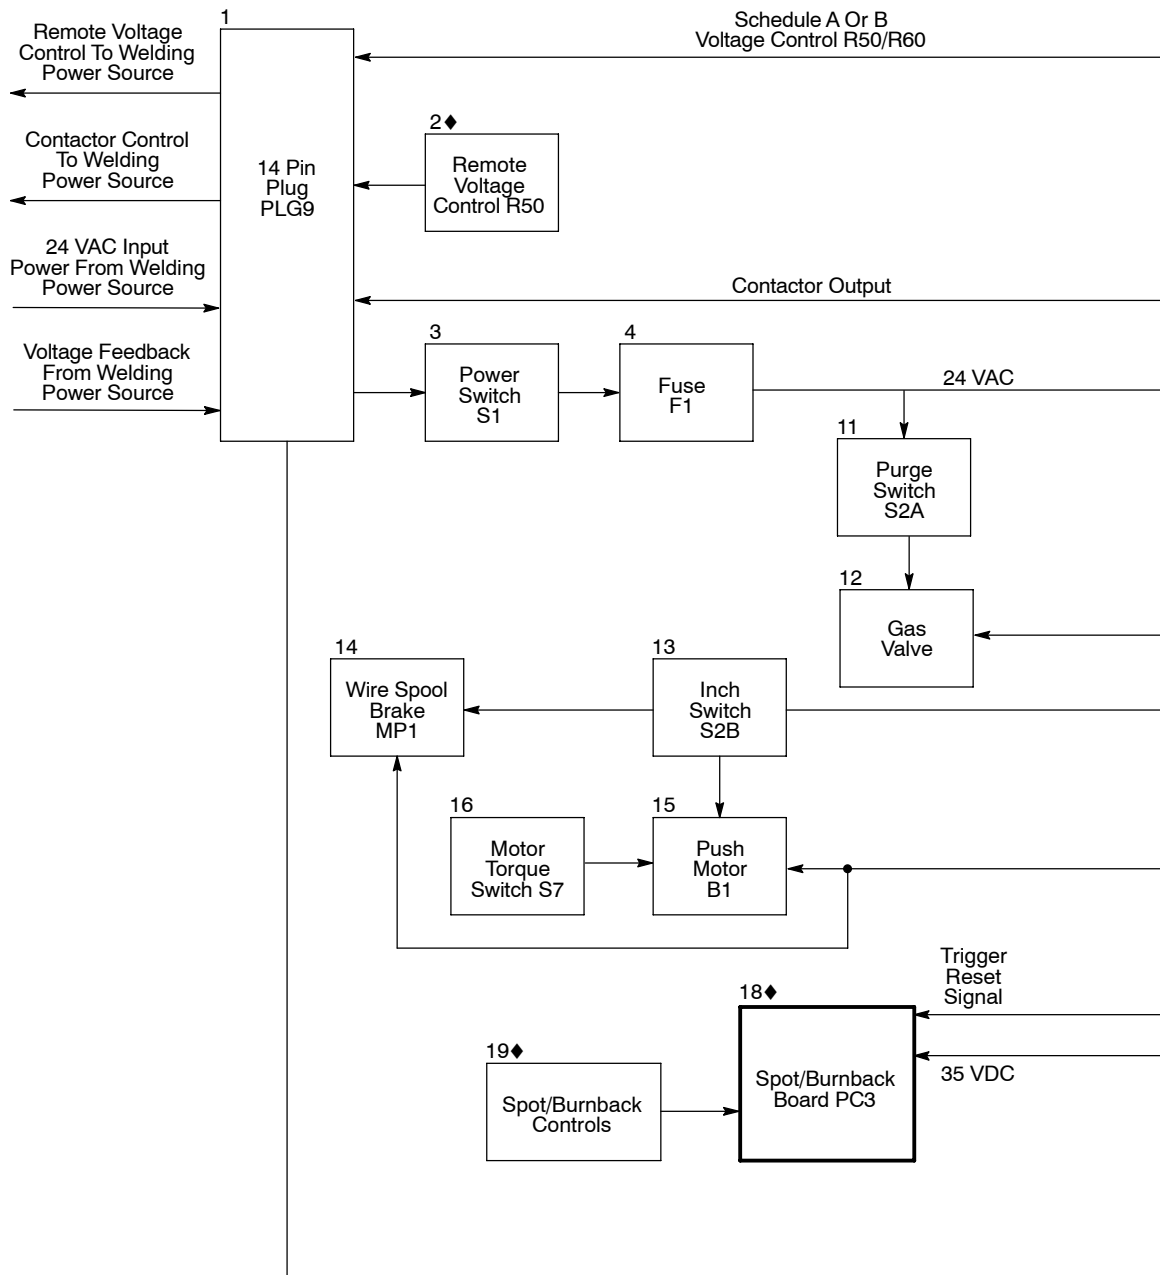 1
Remote Voltage
Control To Welding
Power Source
Schedule A Or B
Voltage Control R50/R60
Contactor Control
To Welding
Power Source
14 Pin
Plug
PLG9
2♦
Remote
Voltage
Control R50
24 VAC Input
Power From Welding
Power Source
Contactor Output
Voltage Feedback
From Welding
Power Source
3
Power
Switch
S1
4
Fuse
F1
24 VAC
11
Purge
Switch
S2A
12
Gas
Valve
14
Wire Spool
Brake
MP1
13
Inch
Switch
S2B
16
Motor
Torque
Switch S7
15
Push
Motor
B1
Trigger
Reset
Signal
18♦
Spot/Burnback
Board PC3
35 VDC
19♦
Spot/Burnback
Controls